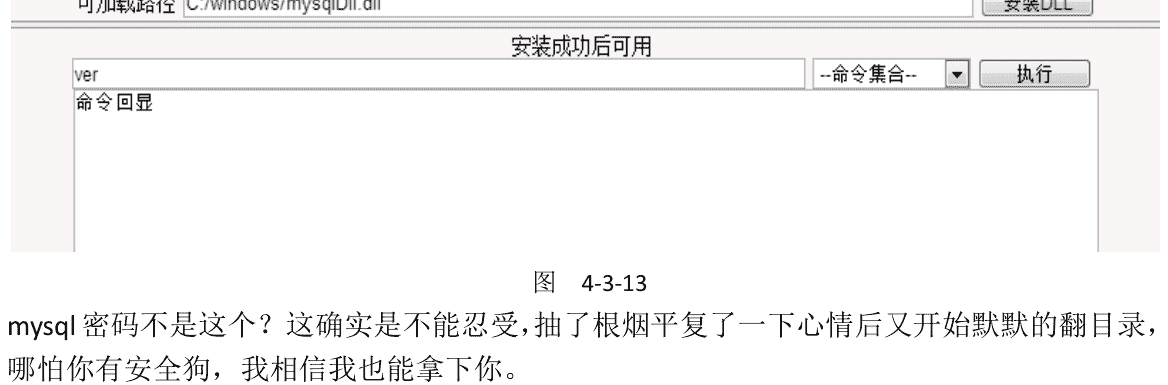 可加载路径 C:/windows/mysqlDll.dll 安装DLL
安装成功后可用
ver --命令集合-- 执行
命令回显
图 4-3-13
mysql 密码不是这个？这确实是不能忍受,抽了根烟平复了一下心情后又开始默默的翻目录，
哪怕你有安全狗，我相信我也能拿下你。